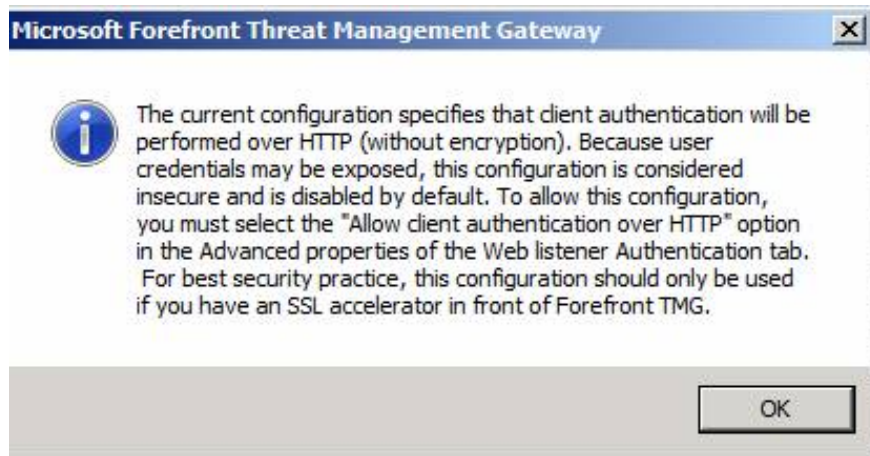 Microsoft Forefront Threat Management Gateway
The current configuration specifies that client authentication will be
performed over HTTP (without encryption). Because user
credentials may be exposed, this configuration is considered
insecure and is disabled by default. To allow this configuration,
you must select the "Allow client authentication over HTTP" option
in the Advanced properties of the Web listener Authentication tab.
For best security practice, this configuration should only be used
if you have an SSL accelerator in front of Forefront TMG.
OK